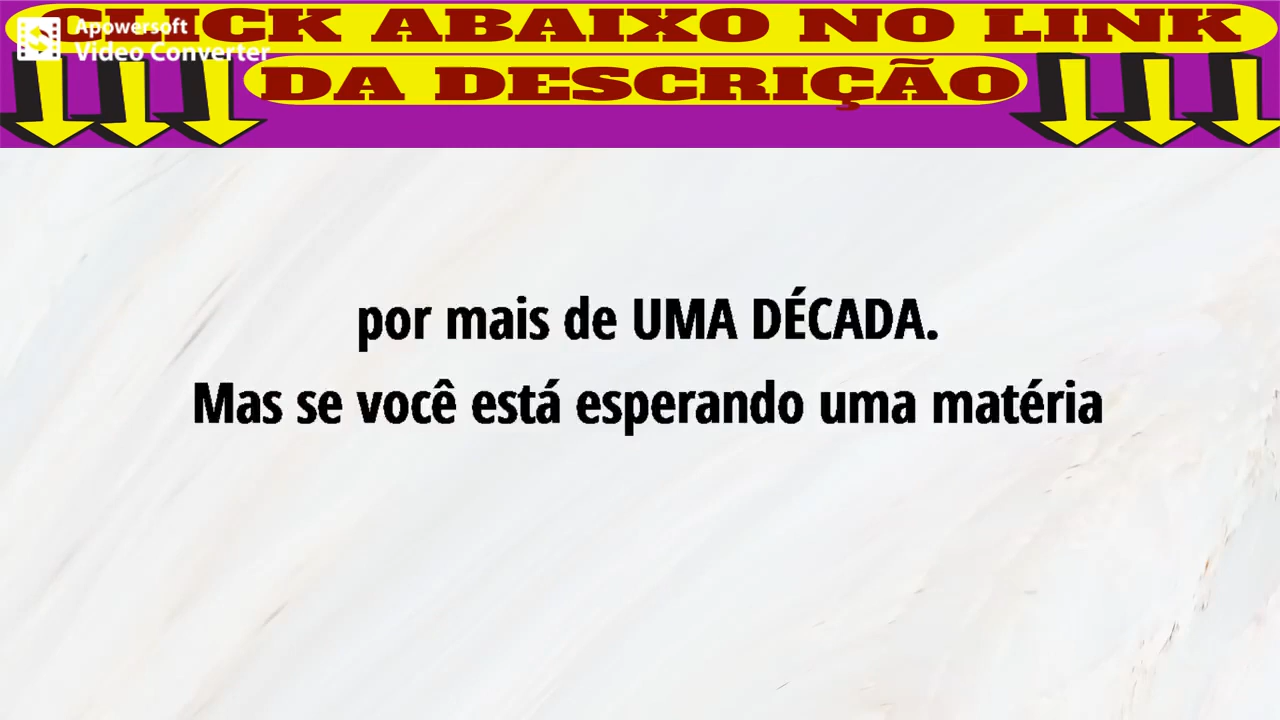 CLICK ABAIXO NO LINK
DA DESCRIÇÃO
Apowersoft
Video Converter
por mais de UMA DÉCADA.
Mas se você está esperando uma matéria